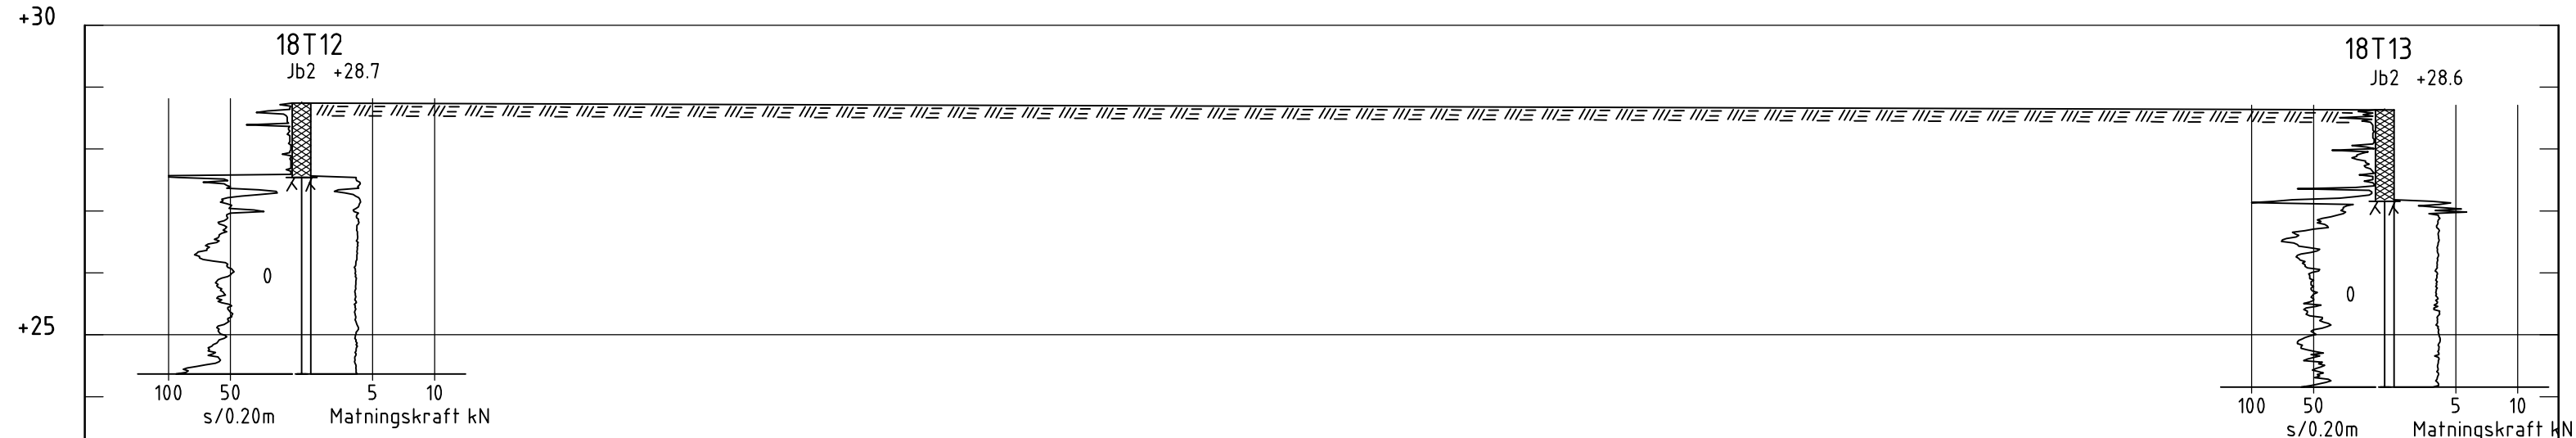 +30
18T12
Jb2 +28.7
18T13
Jb2 +28.6
0
0
+25
100 50 5 10
s/0.20m Matningskraft kN
100 50 5 10
s/0.20m Matningskraft kN